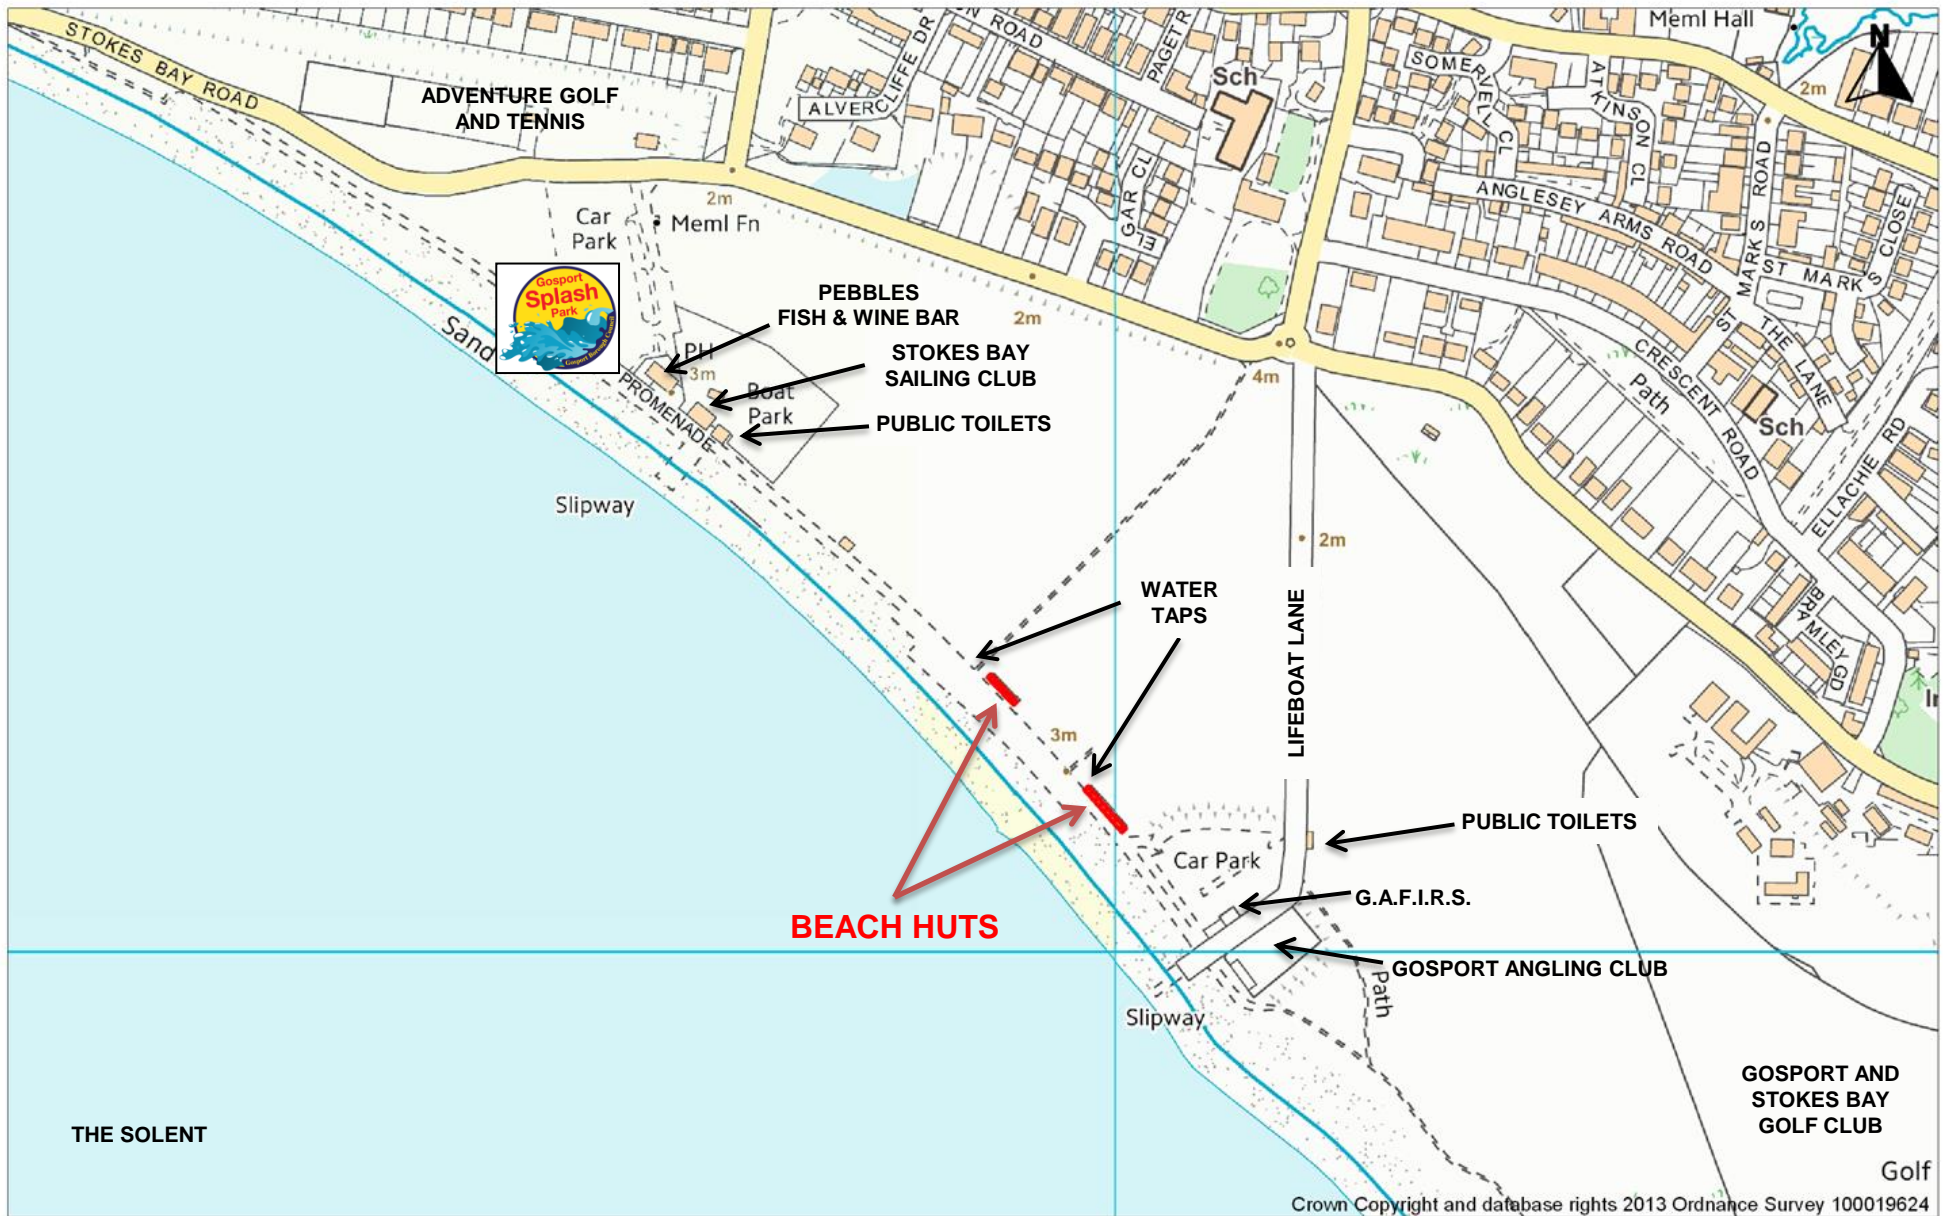 STOKES BAY ROAD
ADVENTURE GOLF
AND TENNIS
ALVERCLIFFE DR
ON ROAD
PAGET R
Sch
Meml Hall
N
2m
SOMERVELL CL
ATKINSON CL
ST MARKS ROAD
ANGLESEY ARMS ROAD
ST MARK S CLOSE
ELGAR CL
2m
Car
Park
Meml Fn
Gosport
Splash
Park
Gosport Borough Council
Sand
PEBBLES
FISH & WINE BAR
2m
STOKES BAY
SAILING CLUB
PH
3m
Boat
Park
PROMENADE
PUBLIC TOILETS
4m
THE LANE
CRESCENT ROAD
Path
Sch
ELLACHIE RD
Slipway
2m
WATER
TAPS
LIFEBOAT LANE
BRAMLEY GD
3m
PUBLIC TOILETS
Car Park
G.A.F.I.R.S.
BEACH HUTS
GOSPORT ANGLING CLUB
Path
Slipway
THE SOLENT
GOSPORT AND
STOKES BAY
GOLF CLUB
Golf
Crown Copyright and database rights 2013 Ordnance Survey 100019624